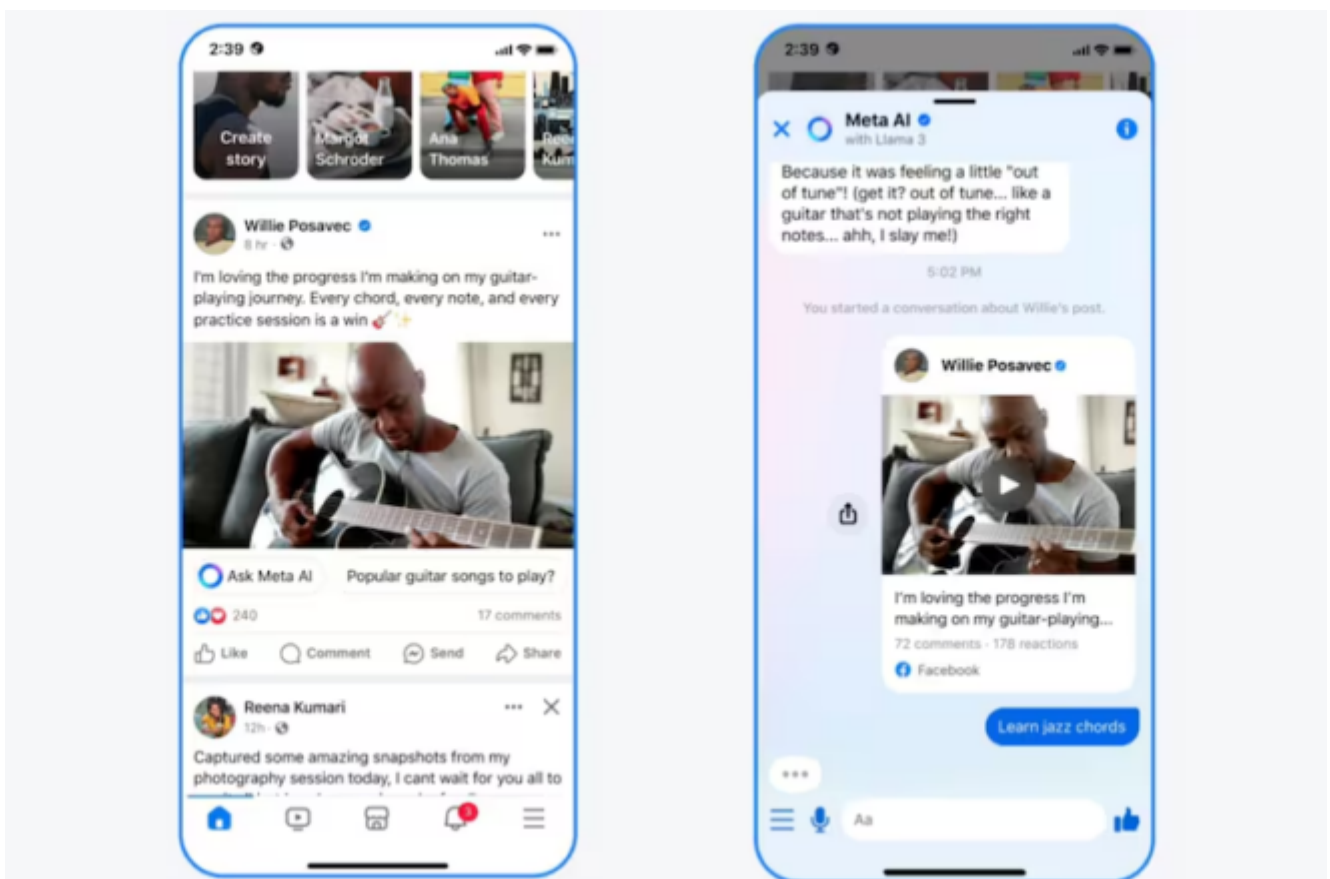 2:39
Create
story
Margot
Schroder
Ana
Thomas
Willie Posavec
8 hr
I'm loving the progress I'm making on my guitar-
playing journey. Every chord, every note, and every
practice session is a win
Ask Meta AI
Popular guitar songs to play?
240
17 comments
Like
Comment
Send
Share
Reena Kumari
12h
Captured some amazing snapshots from my
photography session today, I cant wait for you all to
3
2:39
Meta AI
with Llama 3
Because it was feeling a little "out
of tune"! (get it? out of tune... like a
guitar that's not playing the right
notes... ahh, I slay me!)
5:02 PM
You started a conversation about Willie's post.
Willie Posavec
I'm loving the progress I'm
making on my guitar-playing...
72 comments · 178 reactions
Facebook
Learn jazz chords
Aa